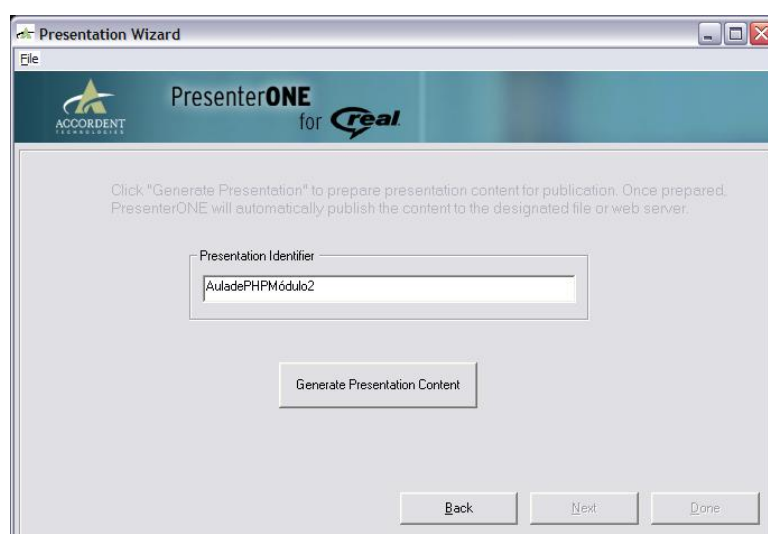 Presentation Wizard
File
ACCORDENT
TECHNOLOGIES
PresenterONE
for real
Click "Generate Presentation" to prepare presentation content for publication. Once prepared,
PresenterONE will automatically publish the content to the designated file or web server.
Presentation Identifier
AuladePHPMódulo2
Generate Presentation Content
Back
Next
Done